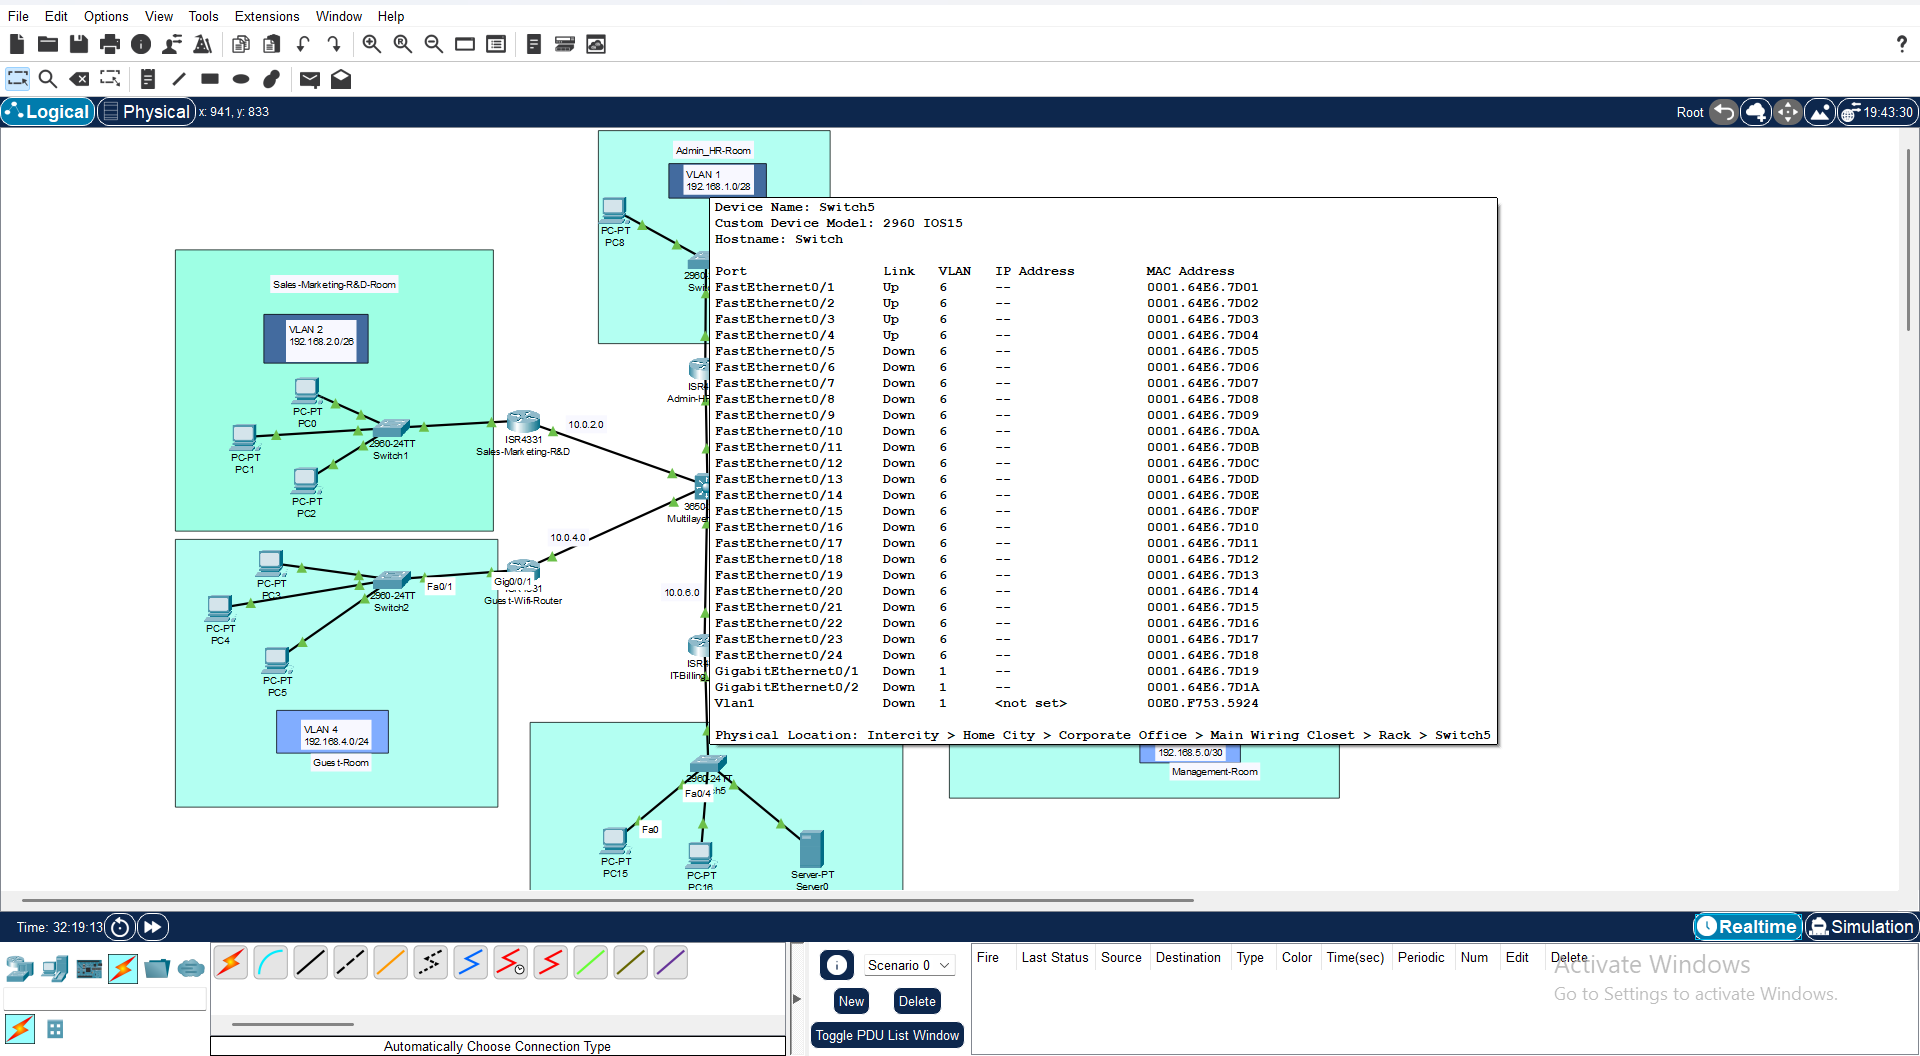 File Edit Options View Tools Extensions Window Help
?
Logical Physical x: 941, y: 833 Root 19:43:30
Admin_HR-Room
VLAN 1
192.168.1.0/28
PC-PT
PC8
Sales-Marketing-R&D-Room
VLAN 2
192.168.2.0/26
PC-PT
PC0
PC-PT
PC1
PC-PT
PC2
2960-24TT
Switch1
ISR4331
Sales-Marketing-R&D
10.0.2.0
10.0.4.0
10.0.6.0
PC-PT
PC3
PC-PT
PC4
PC-PT
PC5
2960-24TT
Switch2
Fa0/1
Gig0/0/1
Guest-Wifi-Router
VLAN 4
192.168.4.0/24
Guest-Room
Device Name: Switch5
Custom Device Model: 2960 IOS15
Hostname: Switch
Port Link VLAN IP Address MAC Address
FastEthernet0/1 Up 6 -- 0001.64E6.7D01
FastEthernet0/2 Up 6 -- 0001.64E6.7D02
FastEthernet0/3 Up 6 -- 0001.64E6.7D03
FastEthernet0/4 Up 6 -- 0001.64E6.7D04
FastEthernet0/5 Down 6 -- 0001.64E6.7D05
FastEthernet0/6 Down 6 -- 0001.64E6.7D06
FastEthernet0/7 Down 6 -- 0001.64E6.7D07
FastEthernet0/8 Down 6 -- 0001.64E6.7D08
FastEthernet0/9 Down 6 -- 0001.64E6.7D09
FastEthernet0/10 Down 6 -- 0001.64E6.7D0A
FastEthernet0/11 Down 6 -- 0001.64E6.7D0B
FastEthernet0/12 Down 6 -- 0001.64E6.7D0C
FastEthernet0/13 Down 6 -- 0001.64E6.7D0D
FastEthernet0/14 Down 6 -- 0001.64E6.7D0E
FastEthernet0/15 Down 6 -- 0001.64E6.7D0F
FastEthernet0/16 Down 6 -- 0001.64E6.7D10
FastEthernet0/17 Down 6 -- 0001.64E6.7D11
FastEthernet0/18 Down 6 -- 0001.64E6.7D12
FastEthernet0/19 Down 6 -- 0001.64E6.7D13
FastEthernet0/20 Down 6 -- 0001.64E6.7D14
FastEthernet0/21 Down 6 -- 0001.64E6.7D15
FastEthernet0/22 Down 6 -- 0001.64E6.7D16
FastEthernet0/23 Down 6 -- 0001.64E6.7D17
FastEthernet0/24 Down 6 -- 0001.64E6.7D18
GigabitEthernet0/1 Down 1 -- 0001.64E6.7D19
GigabitEthernet0/2 Down 1 -- 0001.64E6.7D1A
Vlan1 Down 1 <not set> 00E0.F753.5924
Physical Location: Intercity > Home City > Corporate Office > Main Wiring Closet > Rack > Switch5
192.168.5.0/30
Management-Room
2960-24TT
Fa0/4
Fa0
PC-PT
PC15
PC-PT
PC16
Server-PT
Server0
Time: 32:19:13 Realtime Simulation
Scenario 0
New Delete
Toggle PDU List Window
Fire Last Status Source Destination Type Color Time(sec) Periodic Num Edit Delete
Activate Windows
Go to Settings to activate Windows.
Automatically Choose Connection Type